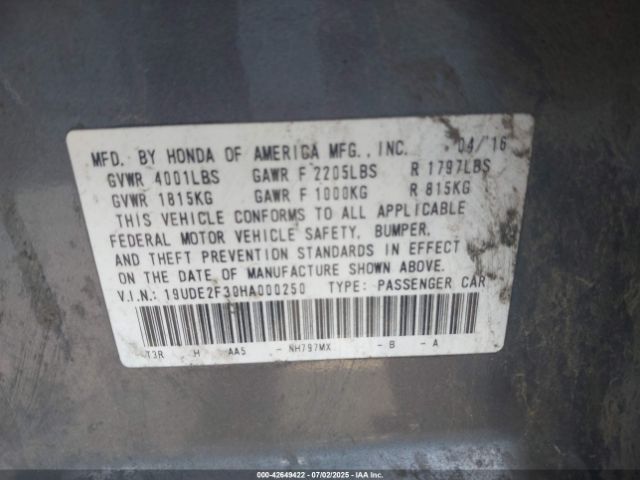 MFD. BY HONDA OF AMERICA MFG., INC. 04/'16
GVWR 4001LBS GAWR F 2205LBS R 1797LBS
GVWR 1815KG GAWR F 1000KG R 815KG
THIS VEHICLE CONFORMS TO ALL APPLICABLE
FEDERAL MOTOR VEHICLE SAFETY, BUMPER,
AND THEFT PREVENTION STANDARDS IN EFFECT
ON THE DATE OF MANUFACTURE SHOWN ABOVE.
V.I.N.: 19UDE2F30HA000250 TYPE: PASSENGER CAR
T3R H AA5 - NH797MX - B - A
000-42649422 - 07/02/2025 - IAA Inc.